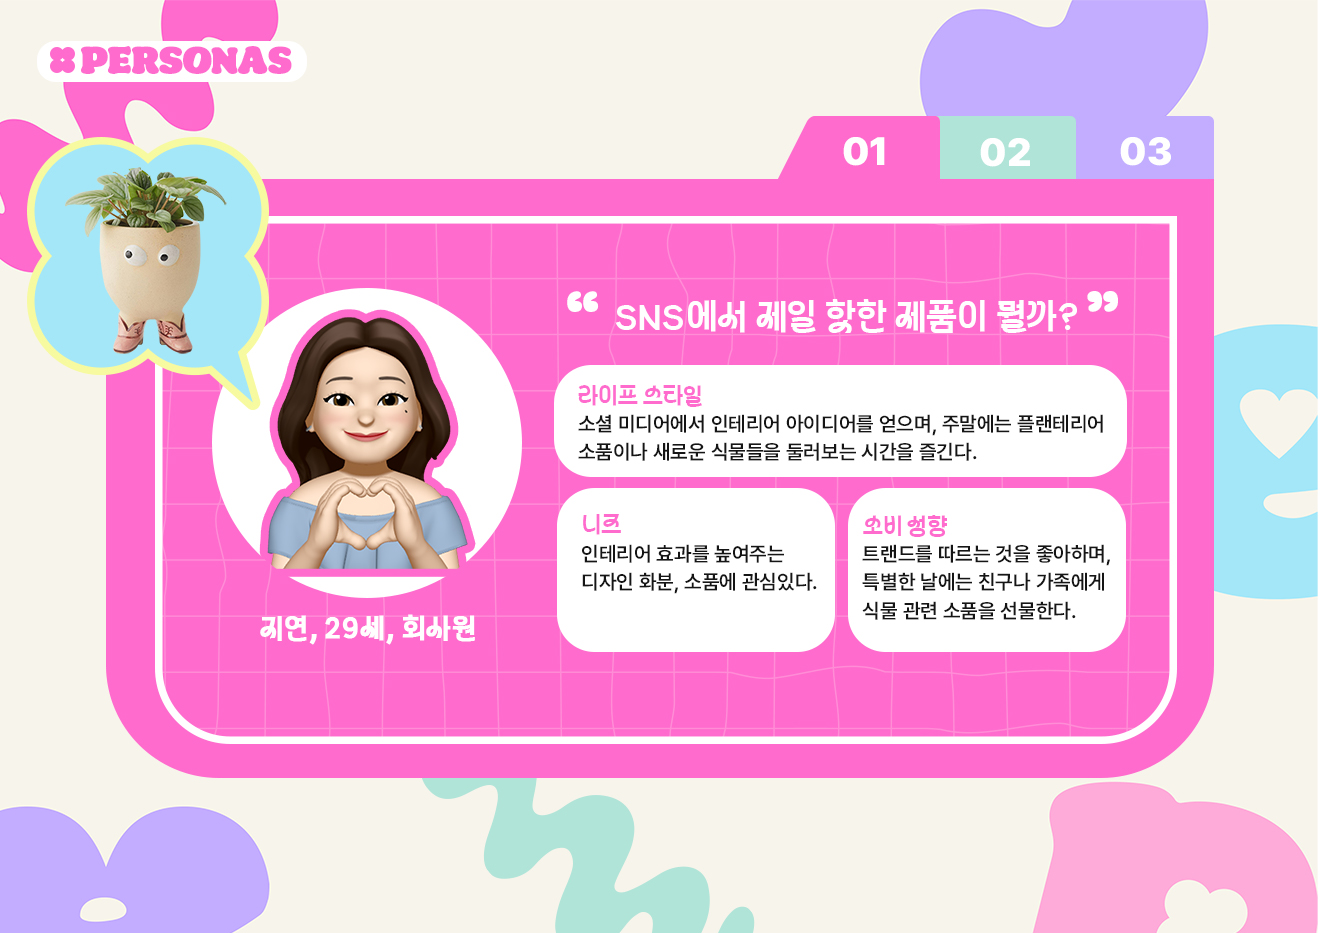 PERSONAS
01 02 03
“ SNS에서 제일 핫한 제품이 뭘까? ”
라이프 스타일
소셜 미디어에서 인테리어 아이디어를 얻으며, 주말에는 플랜테리어
소품이나 새로운 식물들을 둘러보는 시간을 즐긴다.
니즈
인테리어 효과를 높여주는
디자인 화분, 소품에 관심있다.
소비 성향
트랜드를 따르는 것을 좋아하며,
특별한 날에는 친구나 가족에게
식물 관련 소품을 선물한다.
지연, 29세, 회사원